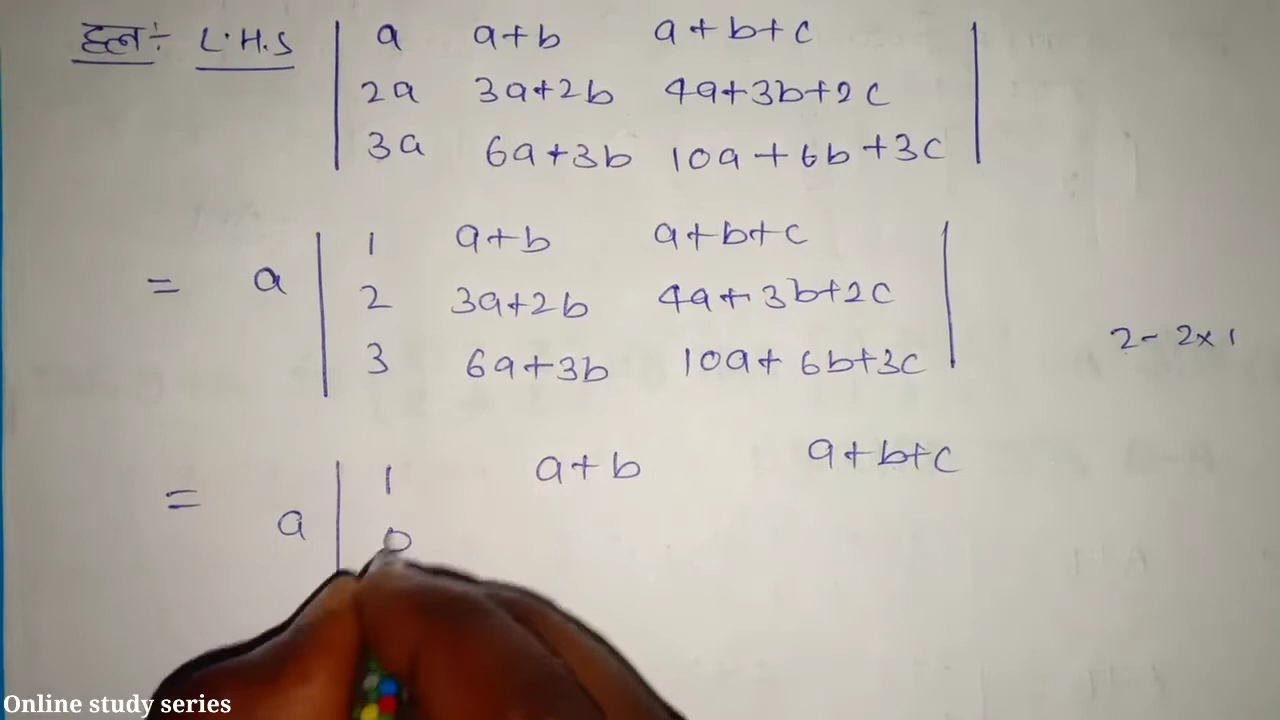 हल÷ L.H.S | a a+b a+b+c |
| 2a 3a+2b 4a+3b+2c |
| 3a 6a+3b 10a+6b+3c |
| 1 a+b a+b+c |
= a | 2 3a+2b 4a+3b+2c |
| 3 6a+3b 10a+6b+3c |
2-2×1
| 1 a+b a+b+c
= a | 0
Online study series